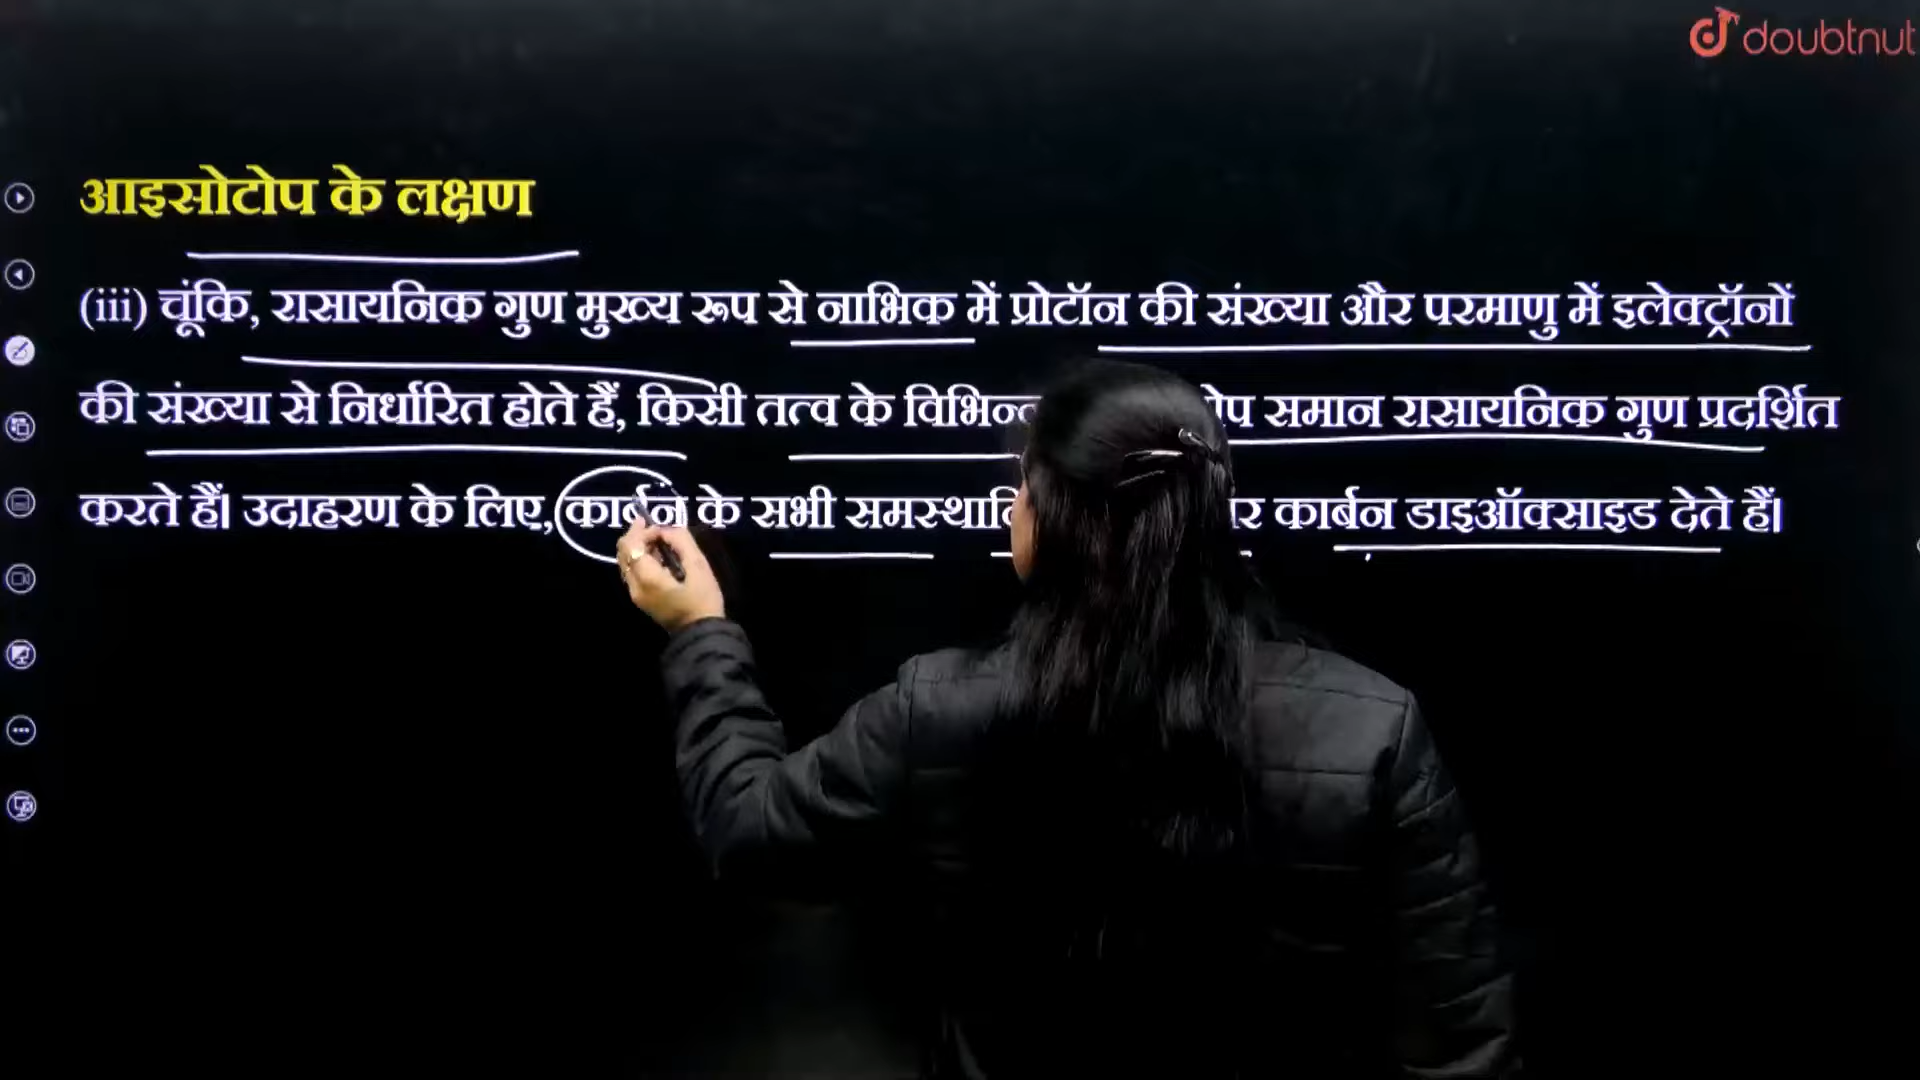 doubtnut
आइसोटोप के लक्षण
(iii) चूंकि, रासायनिक गुण मुख्य रूप से नाभिक में प्रोटॉन की संख्या और परमाणु में इलेक्ट्रॉनों
की संख्या से निर्धारित होते हैं, किसी तत्व के समान रासायनिक गुण प्रदर्शित
करते हैं। उदाहरण के लिए, कार्बन के सभी कार्बन डाइऑक्साइड देते हैं।